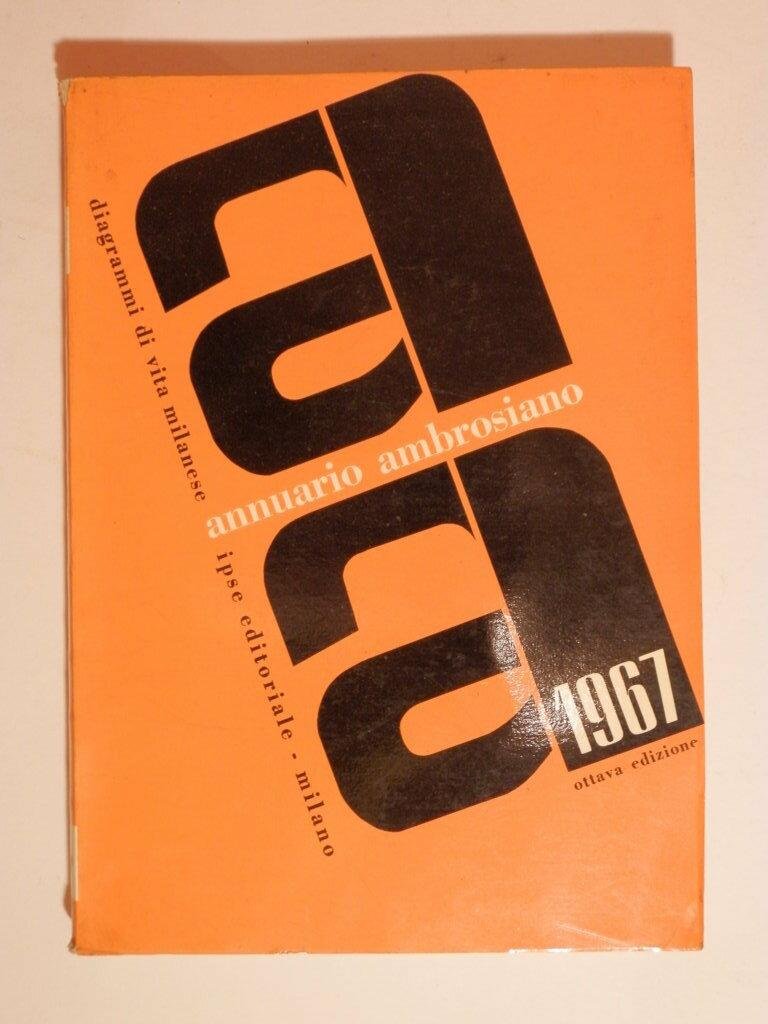 a
diagrammi di vita milanese
annuario ambrosiano
a
ipse editoriale - milano
1967
ottava edizione